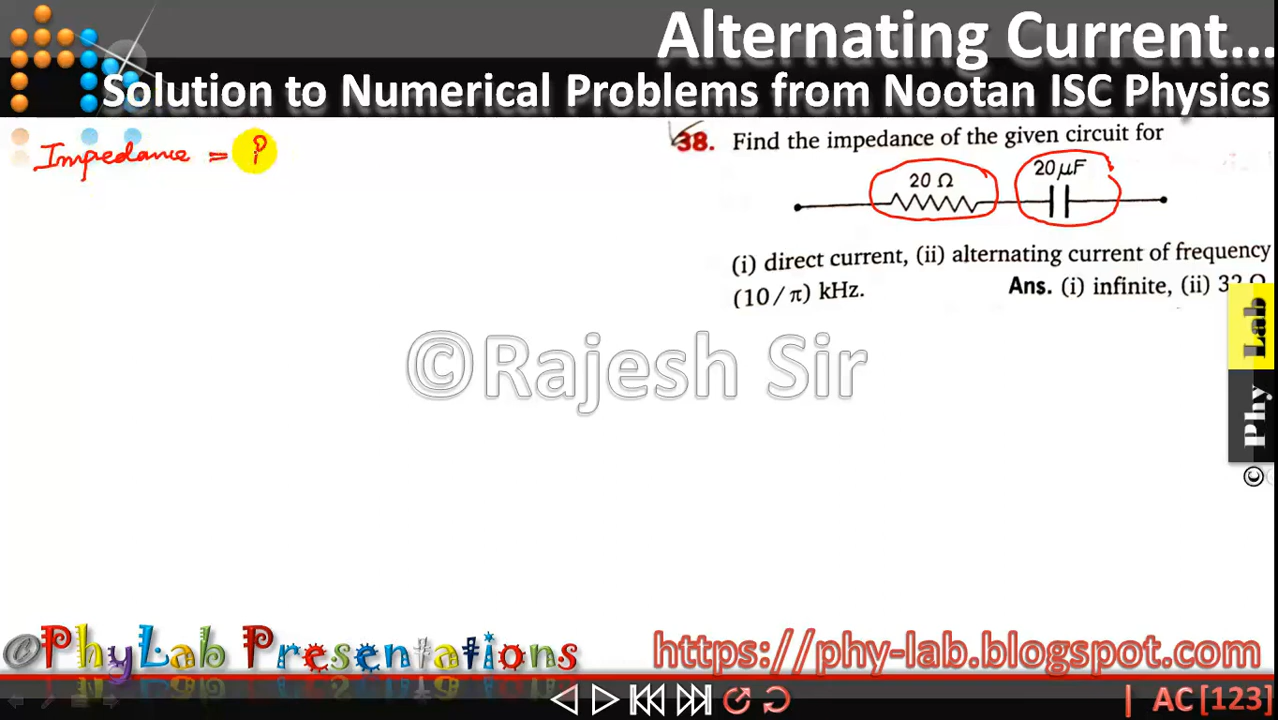 Alternating Current...
Solution to Numerical Problems from Nootan ISC Physics
Impedance = ?
38. Find the impedance of the given circuit for
20 Ω
20 μF
(i) direct current, (ii) alternating current of frequency
(10 / π) kHz.
Ans. (i) infinite, (ii) 32 Ω
©Rajesh Sir
© Phy Lab
©PhyLab Presentations
https://phy-lab.blogspot.com
| AC [123]